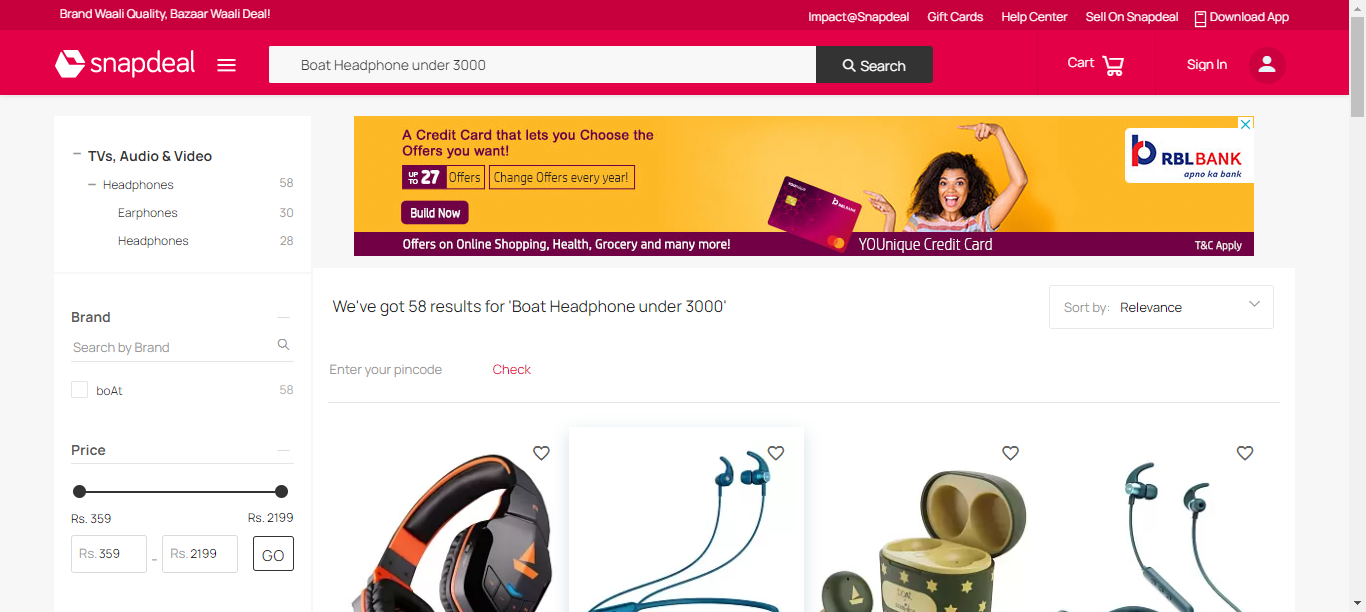 Brand Waali Quality, Bazaar Waali Deal!
Impact@Snapdeal Gift Cards Help Center Sell On Snapdeal Download App
snapdeal
Boat Headphone under 3000
Search
Cart
Sign In
TVs, Audio & Video
Headphones 58
Earphones 30
Headphones 28
A Credit Card that lets you Choose the
Offers you want!
UP TO 27 Offers
Change Offers every year!
Build Now
Offers on Online Shopping, Health, Grocery and many more!
YOUnique Credit Card
T&C Apply
RBLBANK
apno ka bank
We've got 58 results for 'Boat Headphone under 3000'
Sort by: Relevance
Enter your pincode
Check
Brand
Search by Brand
boAt 58
Price
Rs. 359 Rs. 2199
Rs. 359 - Rs. 2199 GO